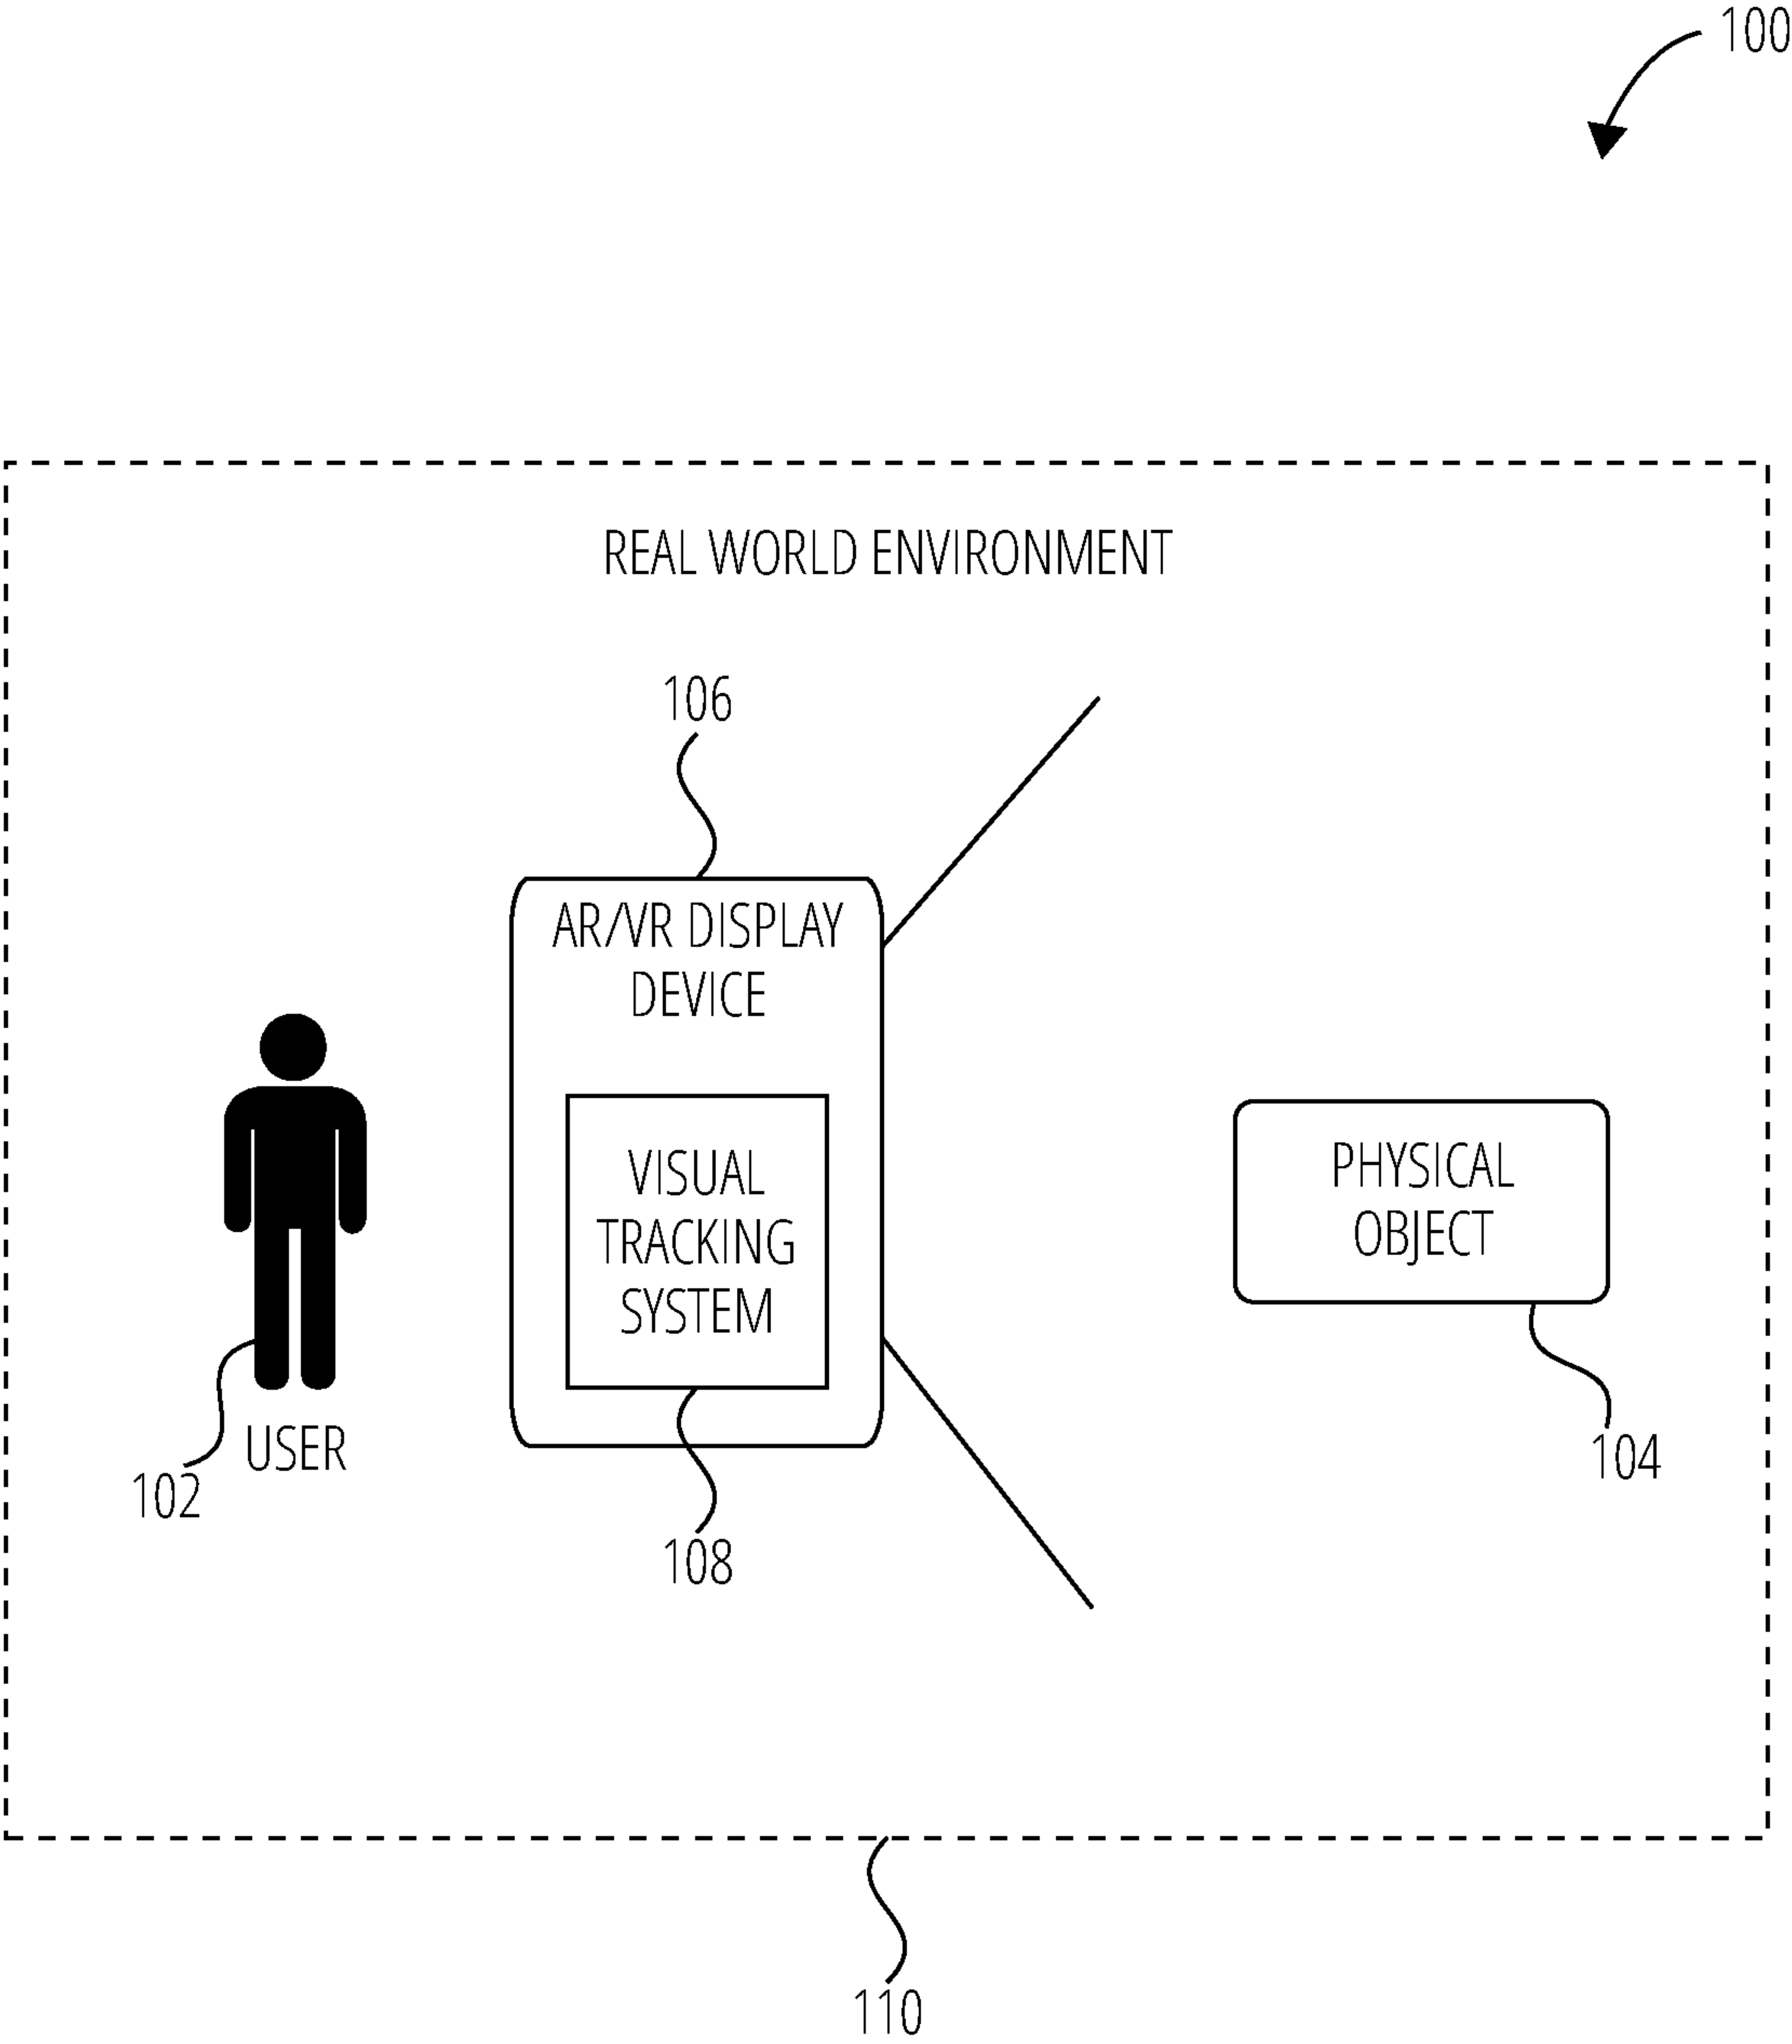 100
REAL WORLD ENVIRONMENT
106
AR/VR DISPLAY
DEVICE
VISUAL
TRACKING
SYSTEM
PHYSICAL
OBJECT
USER
102
104
108
110